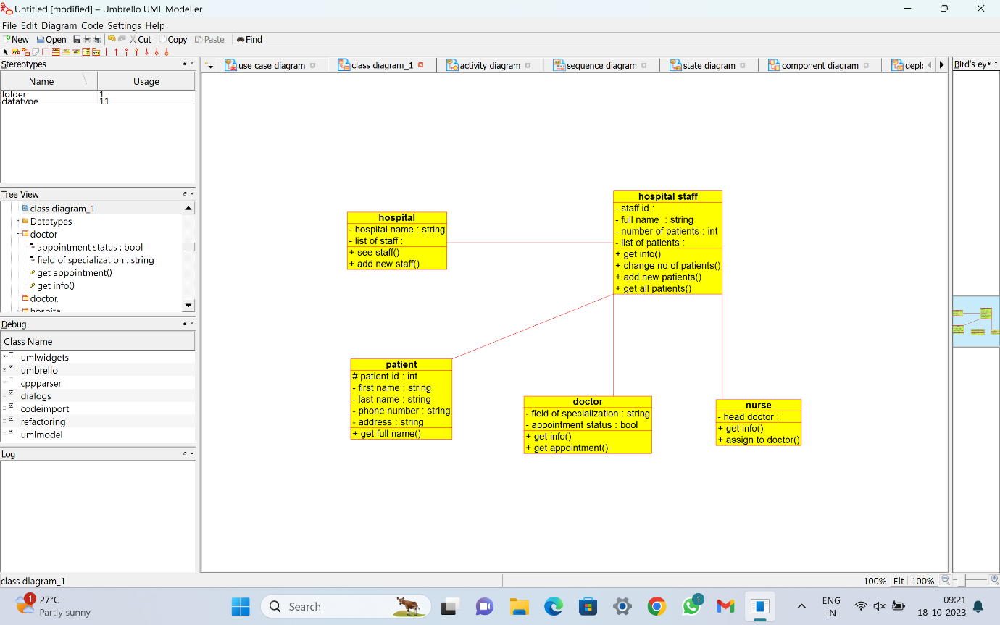 Untitled [modified] – Umbrello UML Modeller
File Edit Diagram Code Settings Help
New Open Cut Copy Paste Find
Stereotypes
Name Usage
folder 1
datatype 11
use case diagram class diagram_1 activity diagram sequence diagram state diagram component diagram deplo
Bird's ey
Tree View
class diagram_1
Datatypes
doctor
appointment status : bool
field of specialization : string
get appointment()
get info()
doctor.
hospital
Debug
Class Name
umlwidgets
umbrello
cppparser
dialogs
codeimport
refactoring
umlmodel
Log
hospital
- hospital name : string
- list of staff :
+ see staff()
+ add new staff()
hospital staff
- staff id :
- full name : string
- number of patients : int
- list of patients :
+ get info()
+ change no of patients()
+ add new patients()
+ get all patients()
patient
# patient id : int
- first name : string
- last name : string
- phone number : string
- address : string
+ get full name()
doctor
- field of specialization : string
- appointment status : bool
+ get info()
+ get appointment()
nurse
- head doctor :
+ get info()
+ assign to doctor()
class diagram_1
100% Fit 100%
1
27°C
Partly sunny
Search
1
ENG
IN
09:21
18-10-2023